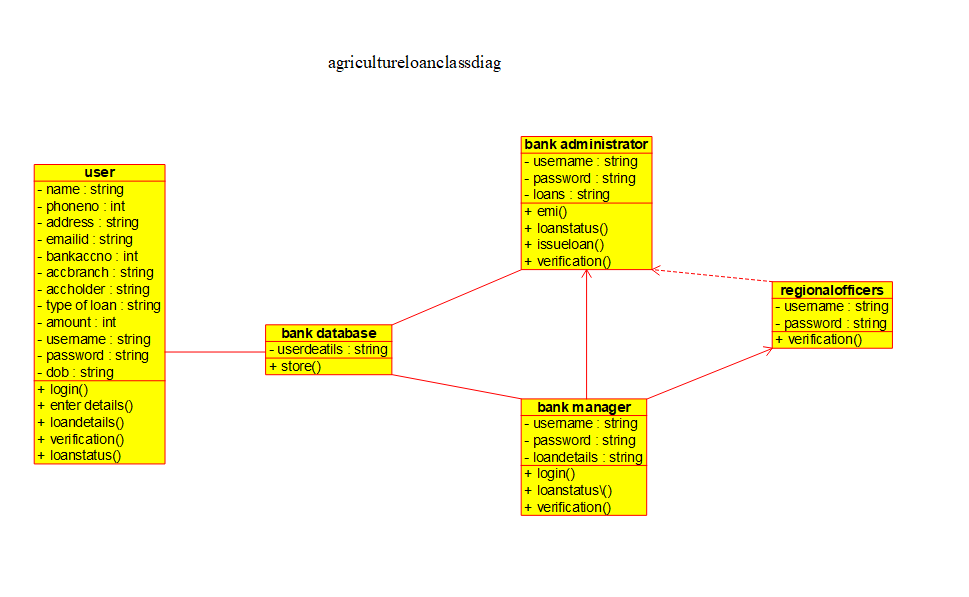 agricultureloanclassdiag
user
- name : string
- phoneno : int
- address : string
- emailid : string
- bankaccno : int
- accbranch : string
- accholder : string
- type of loan : string
- amount : int
- username : string
- password : string
- dob : string
+ login()
+ enter details()
+ loandetails()
+ verification()
+ loanstatus()
bank database
- userdeatils : string
+ store()
bank administrator
- username : string
- password : string
- loans : string
+ emi()
+ loanstatus()
+ issueloan()
+ verification()
bank manager
- username : string
- password : string
- loandetails : string
+ login()
+ loanstatus\()
+ verification()
regionalofficers
- username : string
- password : string
+ verification()